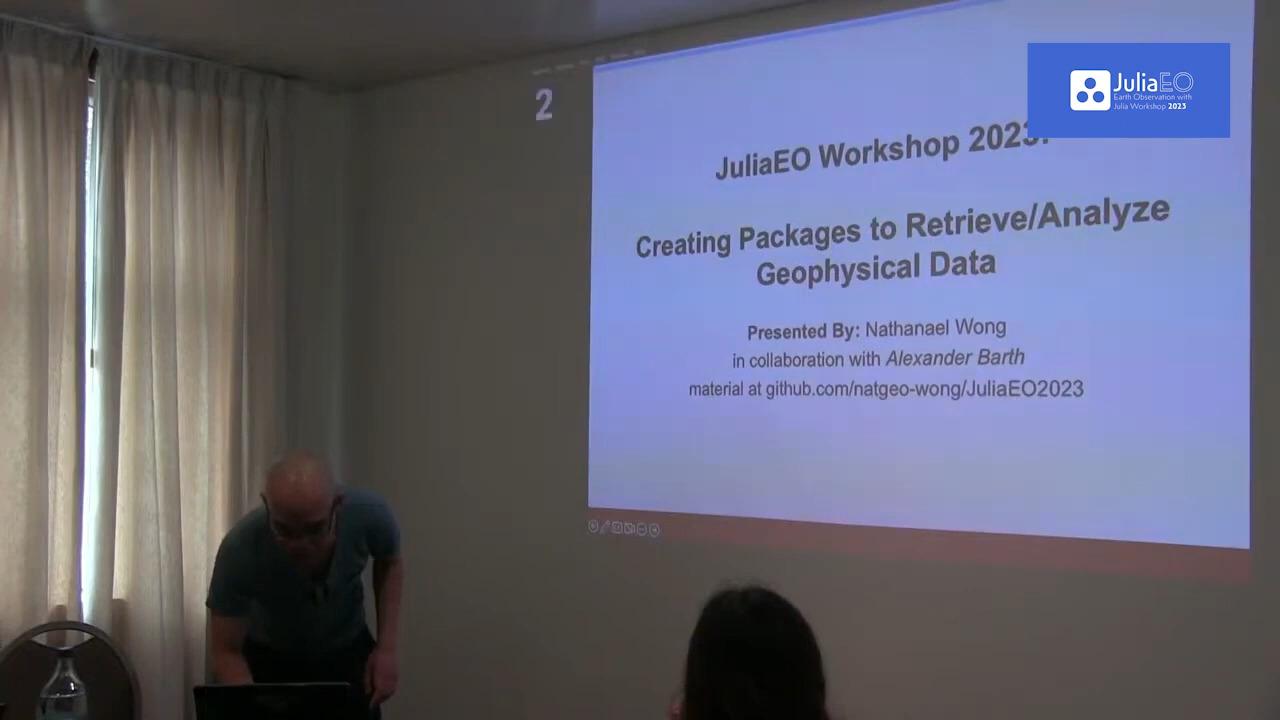 2
JuliaEO
Earth Observation with
Julia Workshop 2023
JuliaEO Workshop 2023:
Creating Packages to Retrieve/Analyze
Geophysical Data
Presented By: Nathanael Wong
in collaboration with Alexander Barth
material at github.com/natgeo-wong/JuliaEO2023